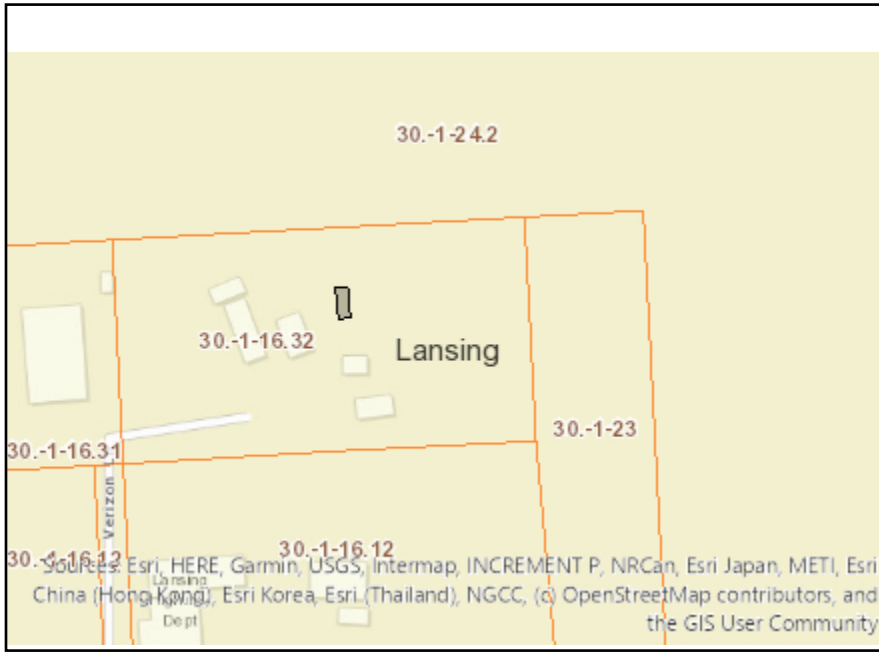 30.-1-24.2
30.-1-16.32
Lansing
30.-1-23
30.-1-16.31
Verizon
30.-1-16.12
30.-1-16.12
Lansing
Highway
Dept
Sources: Esri, HERE, Garmin, USGS, Intermap, INCREMENT P, NRCan, Esri Japan, METI, Esri
China (Hong Kong), Esri Korea, Esri (Thailand), NGCC, (c) OpenStreetMap contributors, and
the GIS User Community